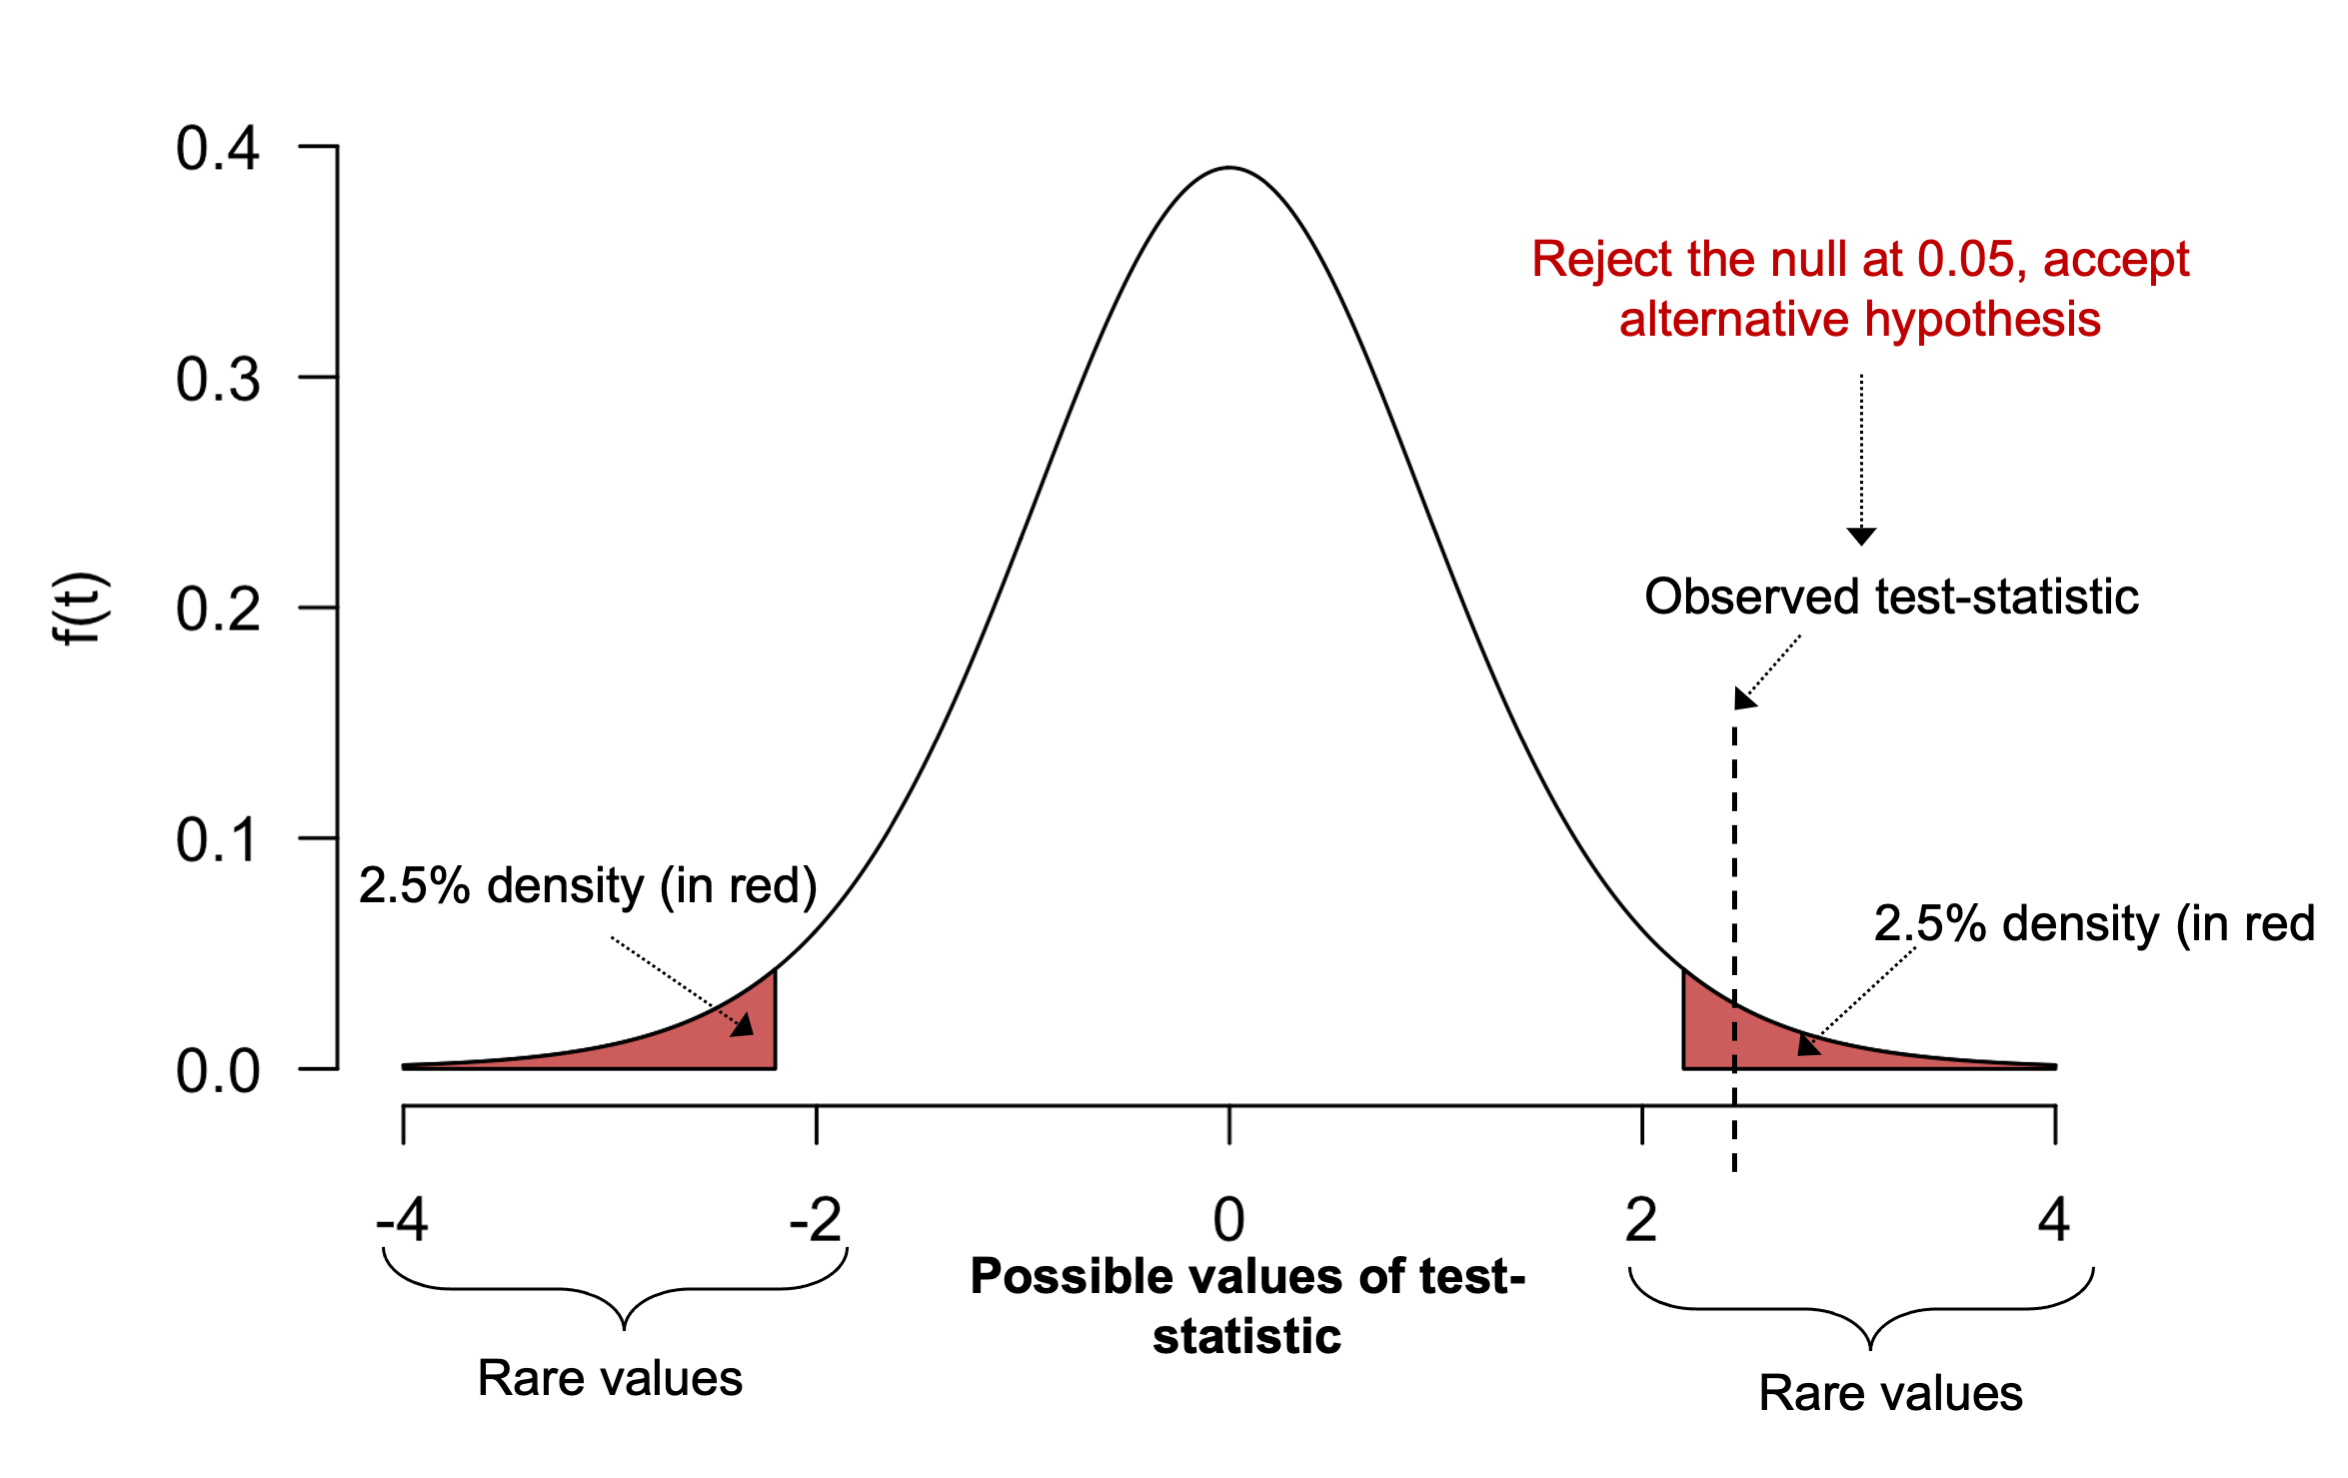 0.4
Reject the null at 0.05, accept
alternative hypothesis
0.3
f(t)
0.2
Observed test-statistic
0.1
2.5% density (in red)
2.5% density (in red
0.0
-4
-2
0
2
4
Possible values of test-
statistic
Rare values
Rare values